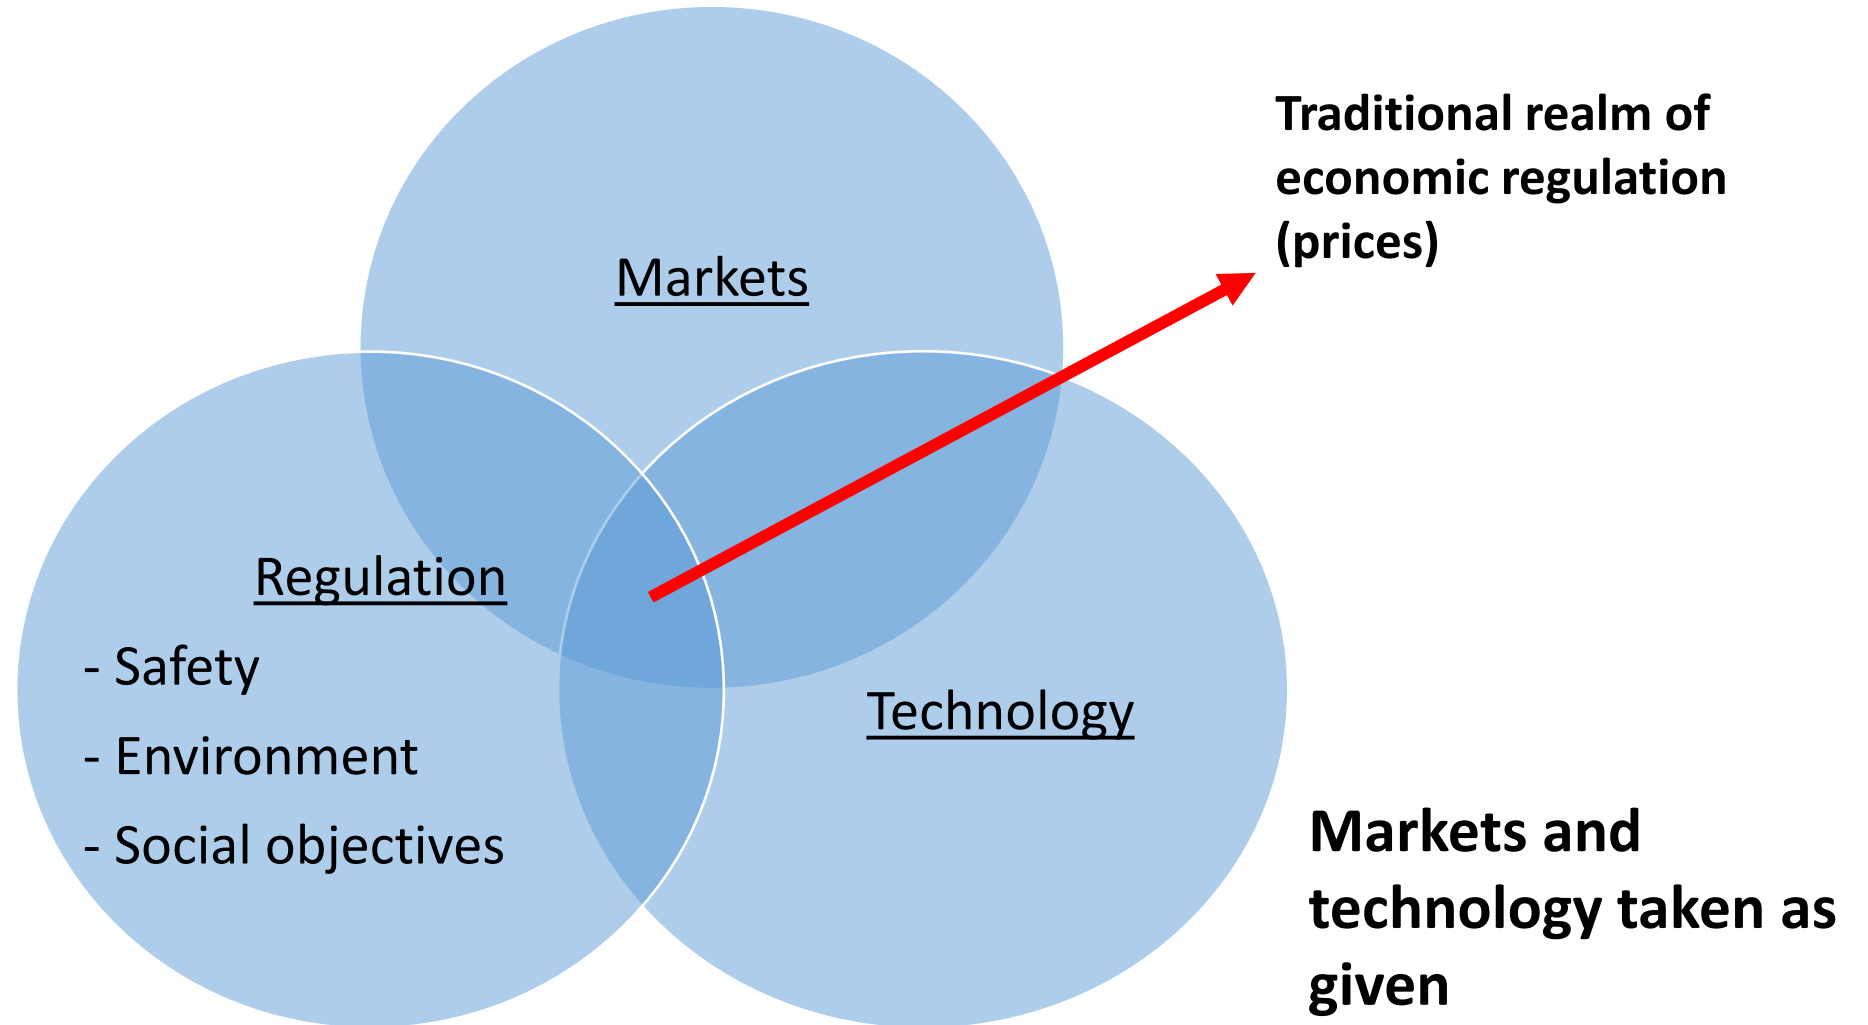 Traditional realm of
economic regulation
(prices)
Markets
Regulation
- Safety
- Environment
- Social objectives
Technology
Markets and
technology taken as
given